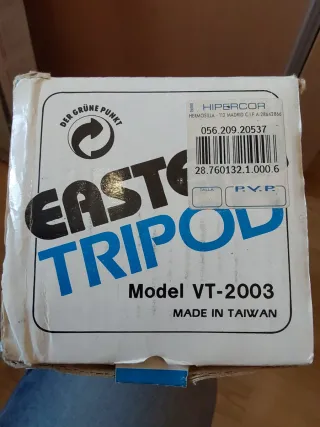 DER GRÜNE PUNKT
HIPERCOR
056.209.20537
28.760132.1.000.6
P.V.P.
EAST
TRIPOD
Model VT-2003
MADE IN TAIWAN